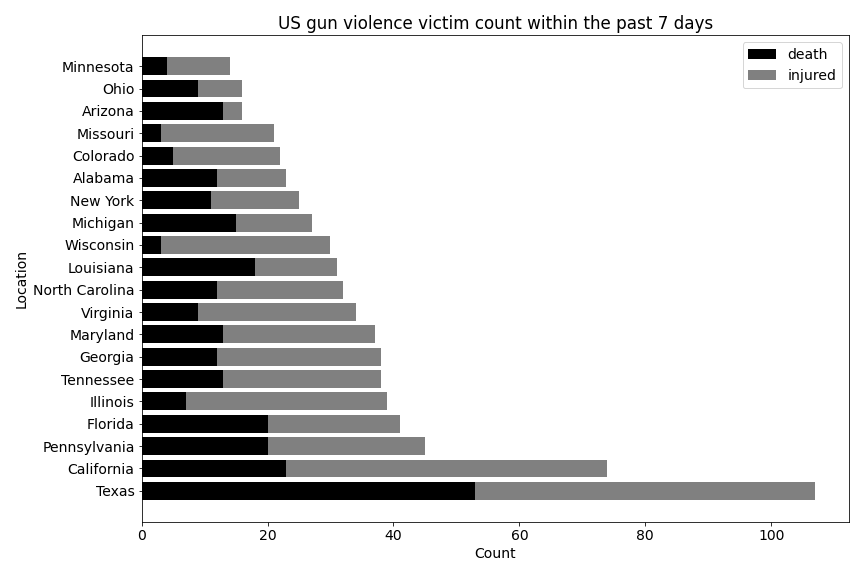 US gun violence victim count within the past 7 days
death
injured
Minnesota
Ohio
Arizona
Missouri
Colorado
Alabama
New York
Michigan
Wisconsin
Louisiana
North Carolina
Virginia
Maryland
Georgia
Tennessee
Illinois
Florida
Pennsylvania
California
Texas
Location
0 20 40 60 80 100
Count